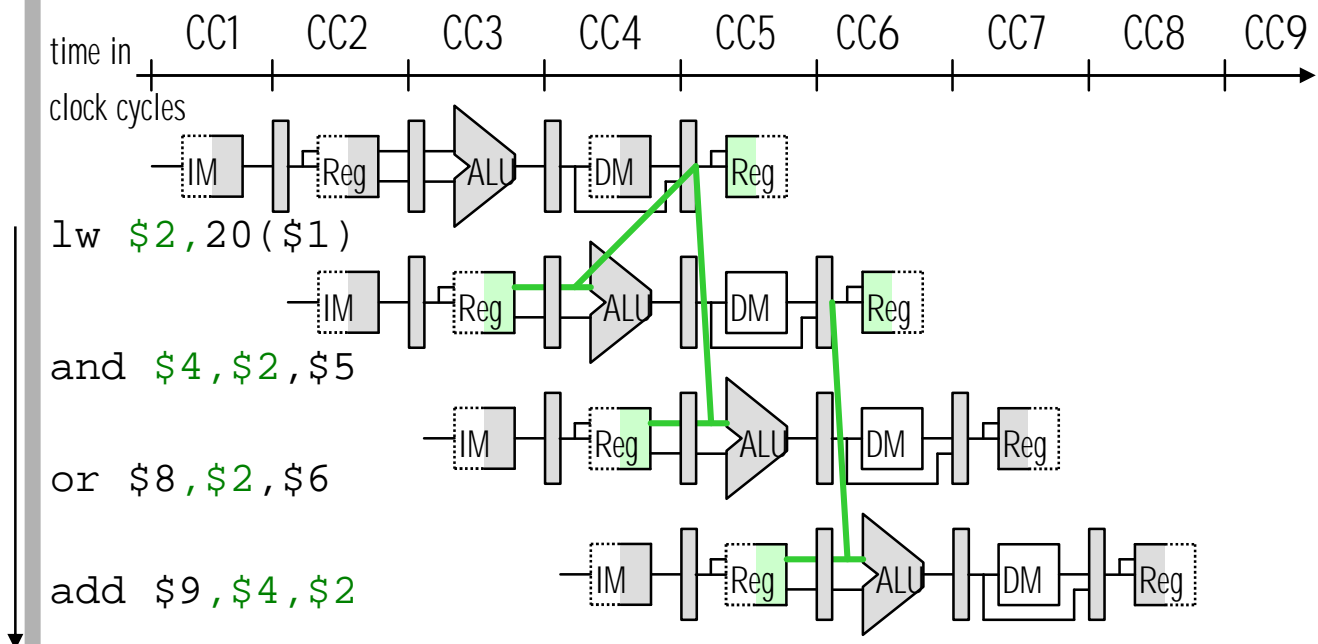 time in CC1 CC2 CC3 CC4 CC5 CC6 CC7 CC8 CC9
clock cycles
IM Reg ALU DM Reg
lw $2,20($1)
IM Reg ALU DM Reg
and $4,$2,$5
IM Reg ALU DM Reg
or $8,$2,$6
IM Reg ALU DM Reg
add $9,$4,$2